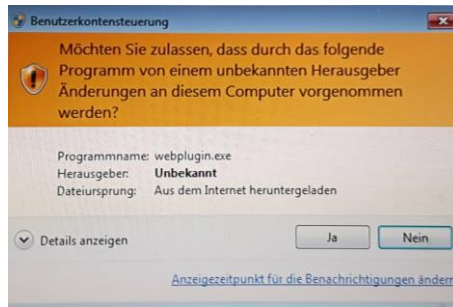 Benutzerkontensteuerung
Möchten Sie zulassen, dass durch das folgende
Programm von einem unbekannten Herausgeber
Änderungen an diesem Computer vorgenommen
werden?
Programmname: webplugin.exe
Herausgeber: Unbekannt
Dateiursprung: Aus dem Internet heruntergeladen
Details anzeigen
Ja
Nein
Anzeigezeitpunkt für die Benachrichtigungen änder